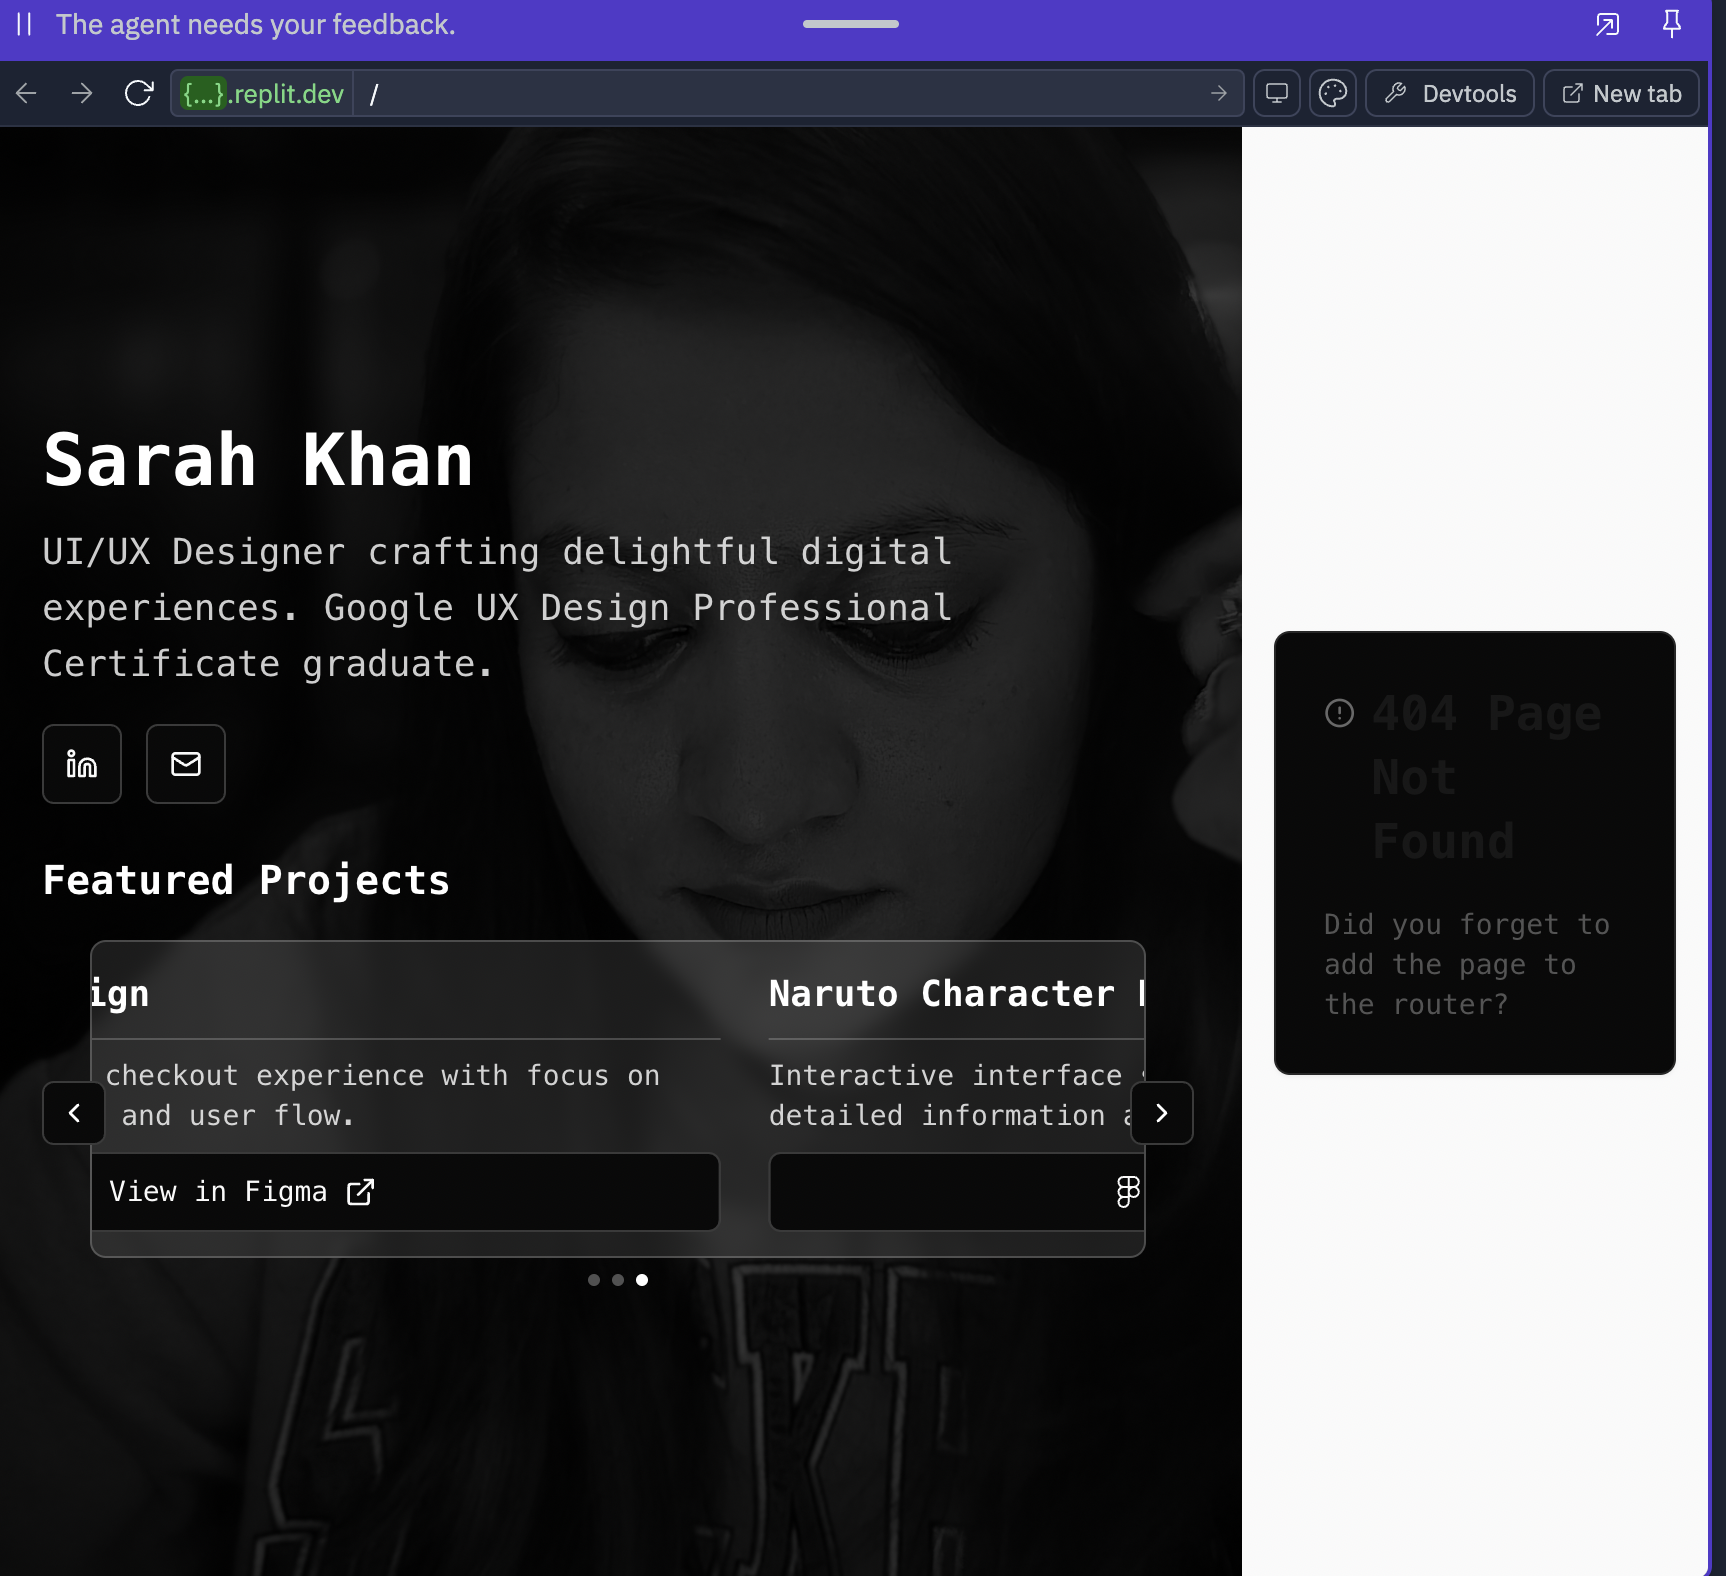 The agent needs your feedback.
{...}.replit.dev
/
Devtools
New tab
Sarah Khan
UI/UX Designer crafting delightful digital
experiences. Google UX Design Professional
Certificate graduate.
in
Featured Projects
ign
checkout experience with focus on
and user flow.
View in Figma
Naruto Character
Interactive interface
detailed information
404 Page
Not
Found
Did you forget to
add the page to
the router?